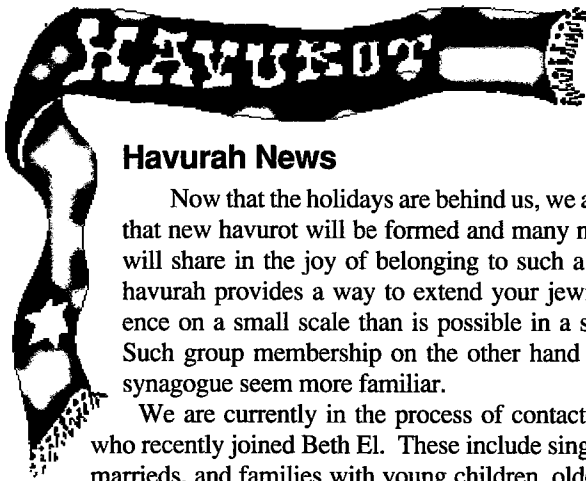 HAVUROT
Havurah News
Now that the holidays are behind us, we a
that new havurot will be formed and many n
will share in the joy of belonging to such a
havurah provides a way to extend your jewi
ence on a small scale than is possible in a s
Such group membership on the other hand
synagogue seem more familiar.
We are currently in the process of contact
who recently joined Beth El. These include sing
marrieds, and families with young children, olde